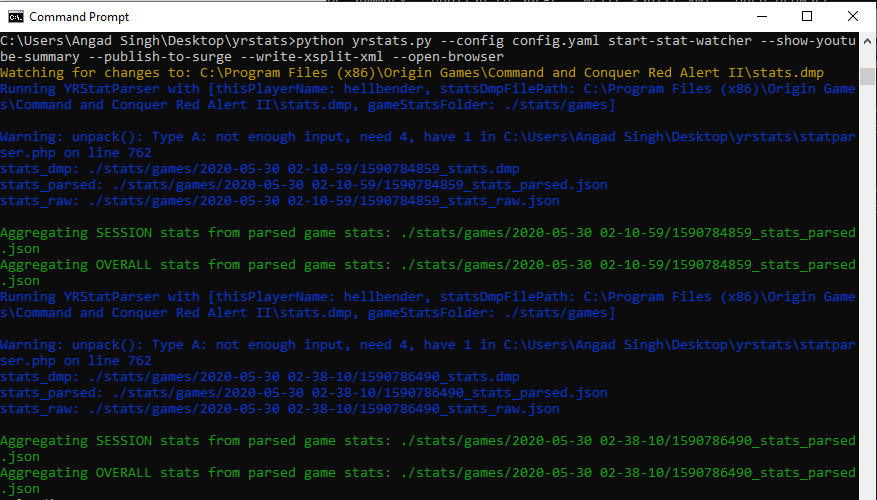 Command Prompt
C:\Users\Angad Singh\Desktop\yrstats>python yrstats.py --config config.yaml start-stat-watcher --show-youtu
be-summary --publish-to-surge --write-xsplit-xml --open-browser
Watching for changes to: C:\Program Files (x86)\Origin Games\Command and Conquer Red Alert II\stats.dmp
Running YRStatParser with [thisPlayerName: hellbender, statsDmpFilePath: C:\Program Files (x86)\Origin Game
s\Command and Conquer Red Alert II\stats.dmp, gameStatsFolder: ./stats/games]
Warning: unpack(): Type A: not enough input, need 4, have 1 in C:\Users\Angad Singh\Desktop\yrstats\statpar
ser.php on line 762
stats_dmp: ./stats/games/2020-05-30 02-10-59/1590784859_stats.dmp
stats_parsed: ./stats/games/2020-05-30 02-10-59/1590784859_stats_parsed.json
stats_raw: ./stats/games/2020-05-30 02-10-59/1590784859_stats_raw.json
Aggregating SESSION stats from parsed game stats: ./stats/games/2020-05-30 02-10-59/1590784859_stats_parsed
.json
Aggregating OVERALL stats from parsed game stats: ./stats/games/2020-05-30 02-10-59/1590784859_stats_parsed
.json
Running YRStatParser with [thisPlayerName: hellbender, statsDmpFilePath: C:\Program Files (x86)\Origin Game
s\Command and Conquer Red Alert II\stats.dmp, gameStatsFolder: ./stats/games]
Warning: unpack(): Type A: not enough input, need 4, have 1 in C:\Users\Angad Singh\Desktop\yrstats\statpar
ser.php on line 762
stats_dmp: ./stats/games/2020-05-30 02-38-10/1590786490_stats.dmp
stats_parsed: ./stats/games/2020-05-30 02-38-10/1590786490_stats_parsed.json
stats_raw: ./stats/games/2020-05-30 02-38-10/1590786490_stats_raw.json
Aggregating SESSION stats from parsed game stats: ./stats/games/2020-05-30 02-38-10/1590786490_stats_parsed
.json
Aggregating OVERALL stats from parsed game stats: ./stats/games/2020-05-30 02-38-10/1590786490_stats_parsed
.json